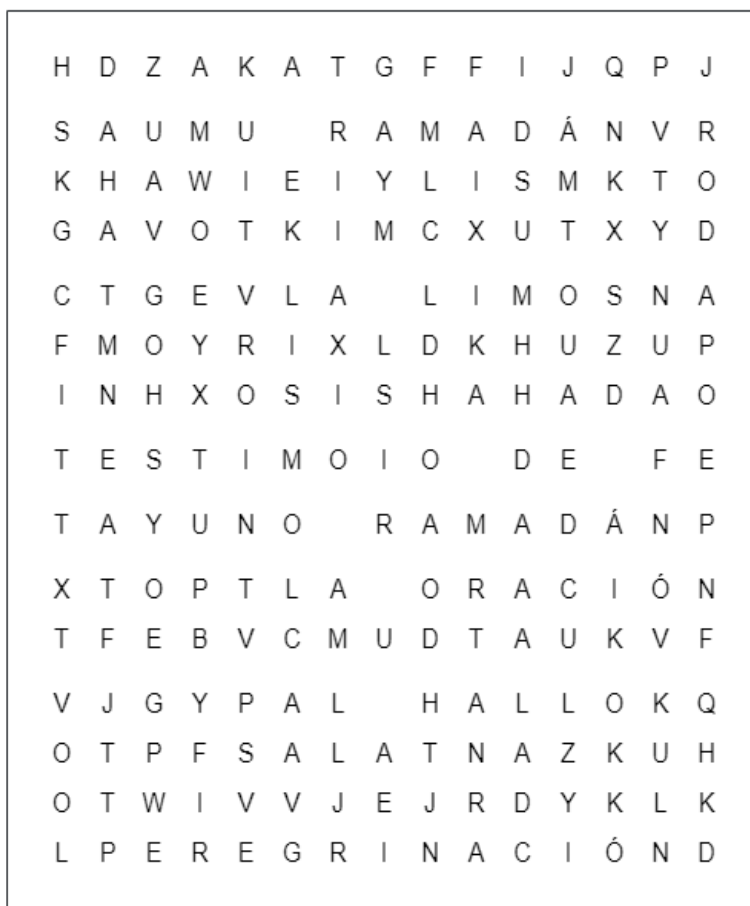 H D Z A K A T G F F I J Q P J
S A U M U   R A M A D Á N V R
K H A W I E I Y L I S M K T O
G A V O T K I M C X U T X Y D
C T G E V L A   L I M O S N A
F M O Y R I X L D K H U Z U P
I N H X O S I S H A H A D A O
T E S T I M O I O   D E   F E
T A Y U N O   R A M A D Á N P
X T O P T L A   O R A C I Ó N
T F E B V C M U D T A U K V F
V J G Y P A L   H A L L O K Q
O T P F S A L A T N A Z K U H
O T W I V V J E J R D Y K L K
L P E R E G R I N A C I Ó N D